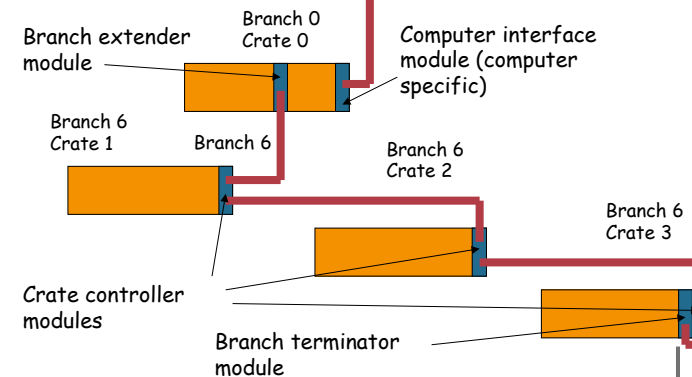 Branch 0
Crate 0
Branch extender
module
Computer interface
module (computer
specific)
Branch 6
Crate 1
Branch 6
Branch 6
Crate 2
Branch 6
Crate 3
Crate controller
modules
Branch terminator
module